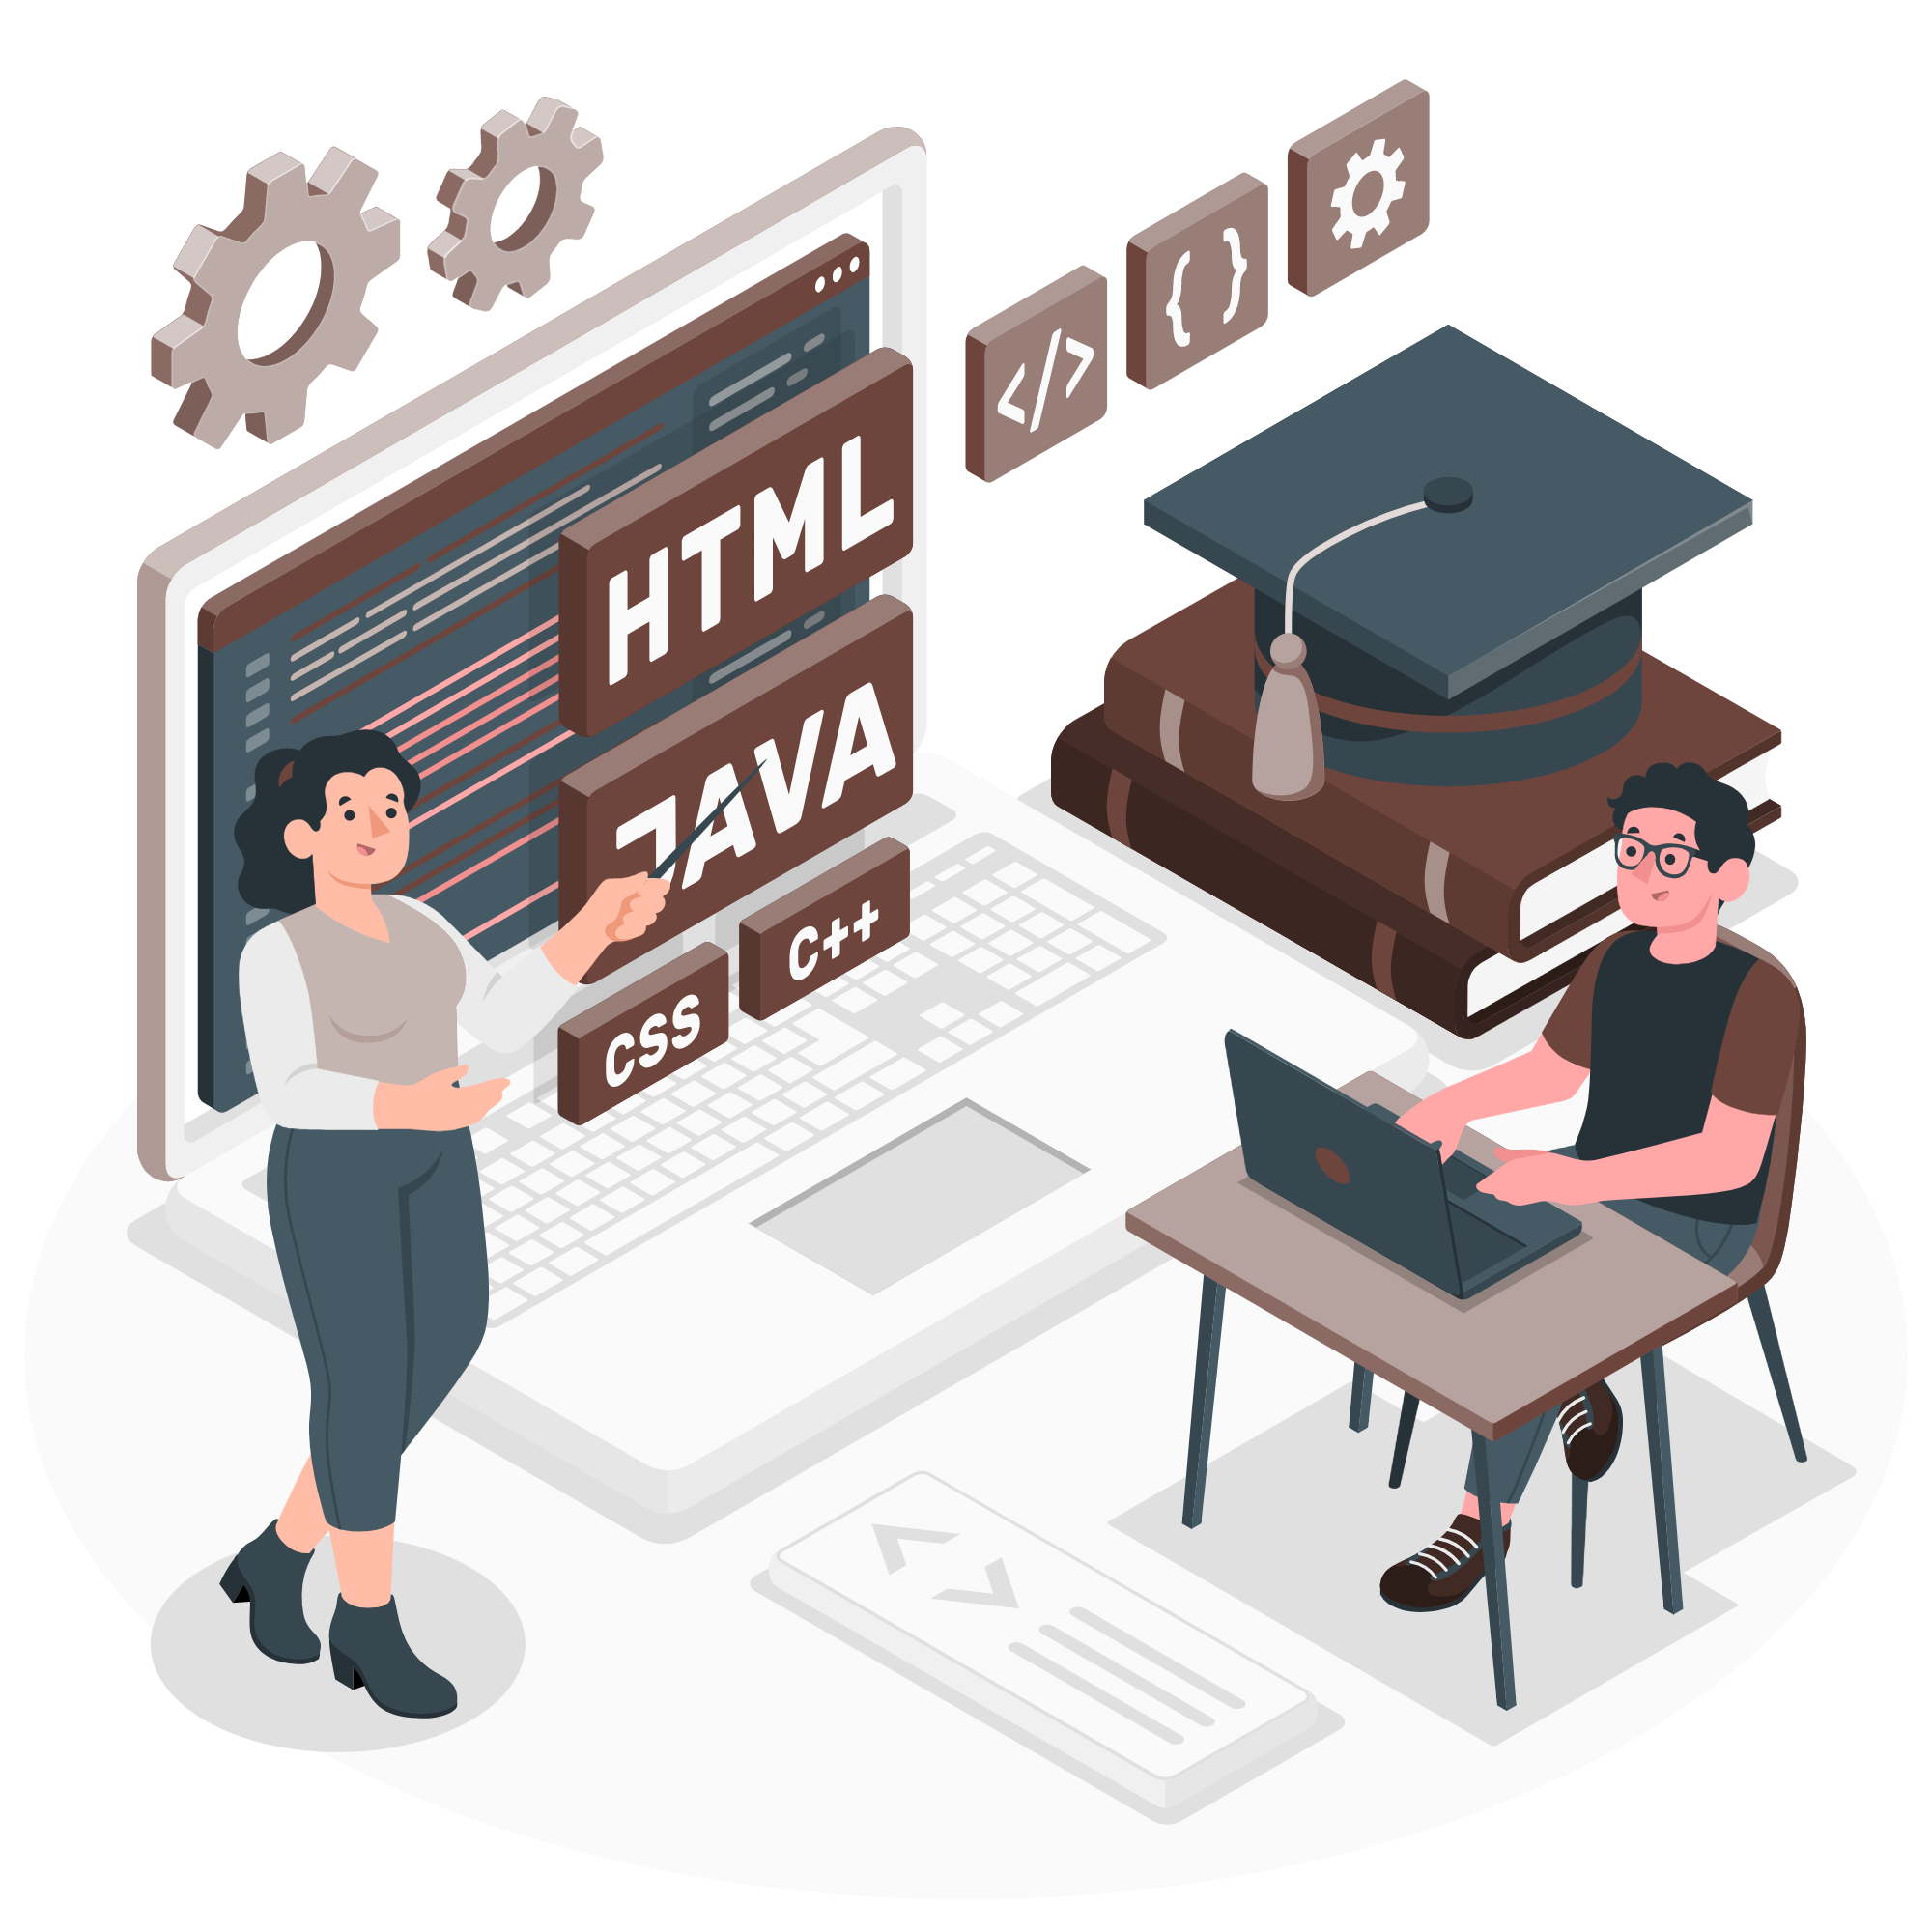 HTML
JAVA
C++
CSS
</>
{ }